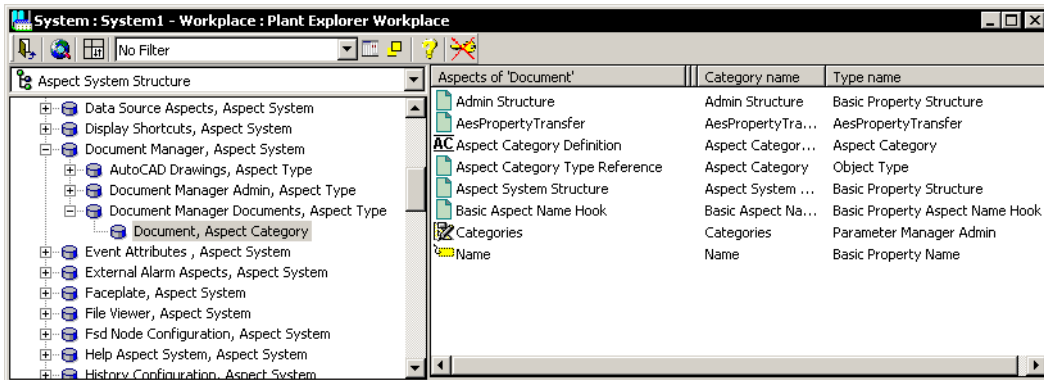 System : System1 - Workplace : Plant Explorer Workplace
No Filter
Aspect System Structure
Data Source Aspects, Aspect System
Display Shortcuts, Aspect System
Document Manager, Aspect System
AutoCAD Drawings, Aspect Type
Document Manager Admin, Aspect Type
Document Manager Documents, Aspect Type
Document, Aspect Category
Event Attributes , Aspect System
External Alarm Aspects, Aspect System
Faceplate, Aspect System
File Viewer, Aspect System
Fsd Node Configuration, Aspect System
Help Aspect System, Aspect System
History Configuration, Aspect System
Aspects of 'Document' Category name Type name
Admin Structure Admin Structure Basic Property Structure
AesPropertyTransfer AesPropertyTra... AesPropertyTransfer
AC Aspect Category Definition Aspect Categor... Aspect Category
Aspect Category Type Reference Aspect Category Object Type
Aspect System Structure Aspect System ... Basic Property Structure
Basic Aspect Name Hook Basic Aspect Na... Basic Property Aspect Name Hook
Categories Categories Parameter Manager Admin
Name Name Basic Property Name